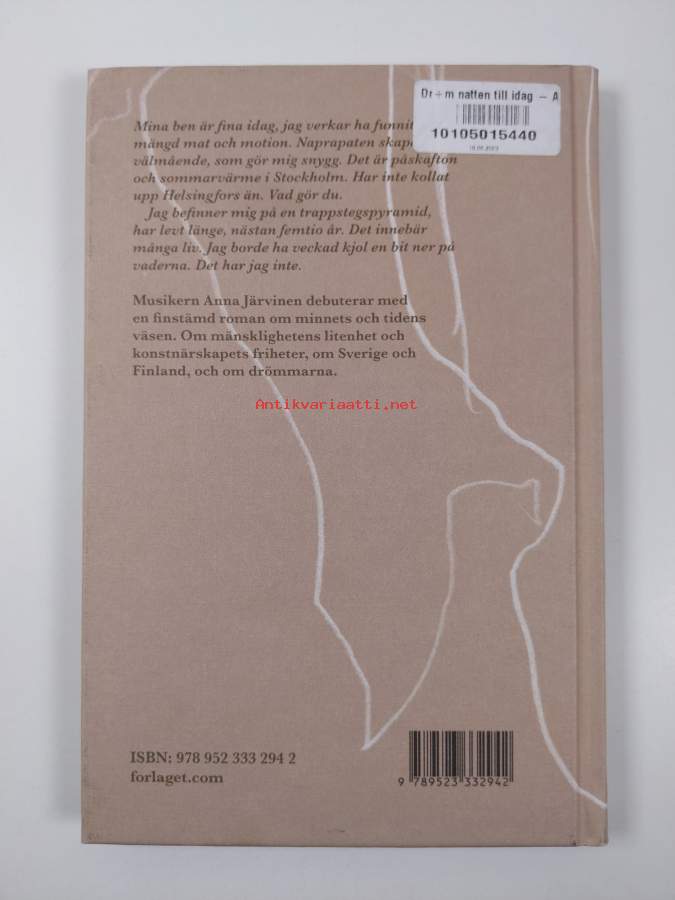 Dr÷m natten till idag – A
10105015440
Mina ben är fina idag, jag verkar ha funnit
mängd mat och motion. Naprapaten skap
välmående, som gör mig snygg. Det är påskafton
och sommarvärme i Stockholm. Har inte kollat
upp Helsingfors än. Vad gör du.
Jag befinner mig på en trappstegspyramid,
har levt länge, nästan femtio år. Det innebär
många liv. Jag borde ha veckad kjol en bit ner på
vaderna. Det har jag inte.
Musikern Anna Järvinen debuterar med
en finstämd roman om minnets och tidens
väsen. Om mänsklighetens litenhet och
konstnärskapets friheter, om Sverige och
Finland, och om drömmarna.
Antikvariaatti.net
ISBN: 978 952 333 294 2
forlaget.com
9 789523 332942